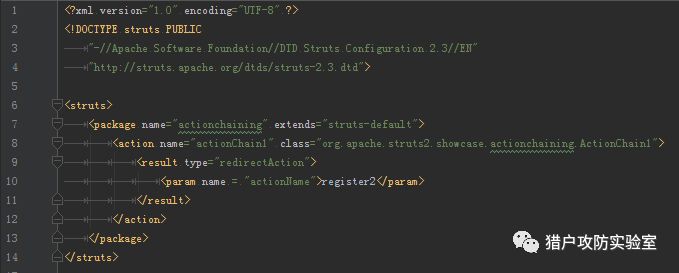 1 <?xml version="1.0" encoding="UTF-8" ?>
2 <!DOCTYPE struts PUBLIC
3 "-//Apache Software Foundation//DTD Struts Configuration 2.3//EN"
4 "http://struts.apache.org/dtds/struts-2.3.dtd">
5
6 <struts>
7 <package name="actionchaining" extends="struts-default">
8 <action name="actionChain1" class="org.apache.struts2.showcase.actionchaining.ActionChain1">
9 <result type="redirectAction">
10 <param name = "actionName">register2</param>
11 </result>
12 </action>
13 </package>
14 </struts>
猎户攻防实验室